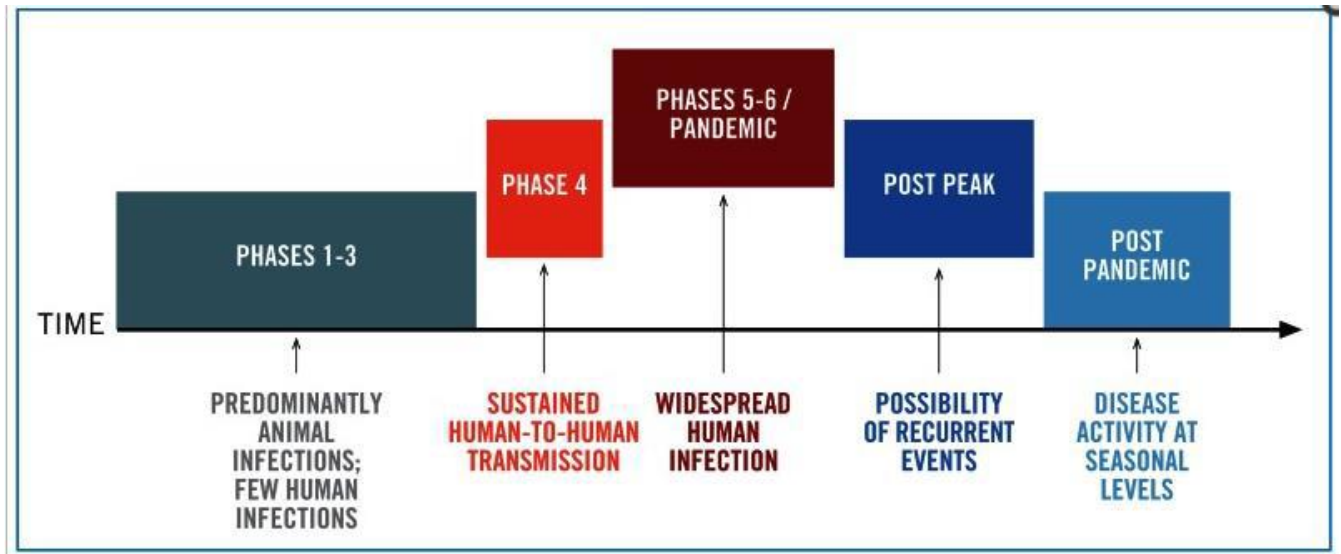 PHASES 5-6 /
PANDEMIC
PHASE 4
POST PEAK
PHASES 1-3
POST
PANDEMIC
TIME
PREDOMINANTLY
ANIMAL
INFECTIONS;
FEW HUMAN
INFECTIONS
SUSTAINED
HUMAN-TO-HUMAN
TRANSMISSION
WIDESPREAD
HUMAN
INFECTION
POSSIBILITY
OF RECURRENT
EVENTS
DISEASE
ACTIVITY AT
SEASONAL
LEVELS